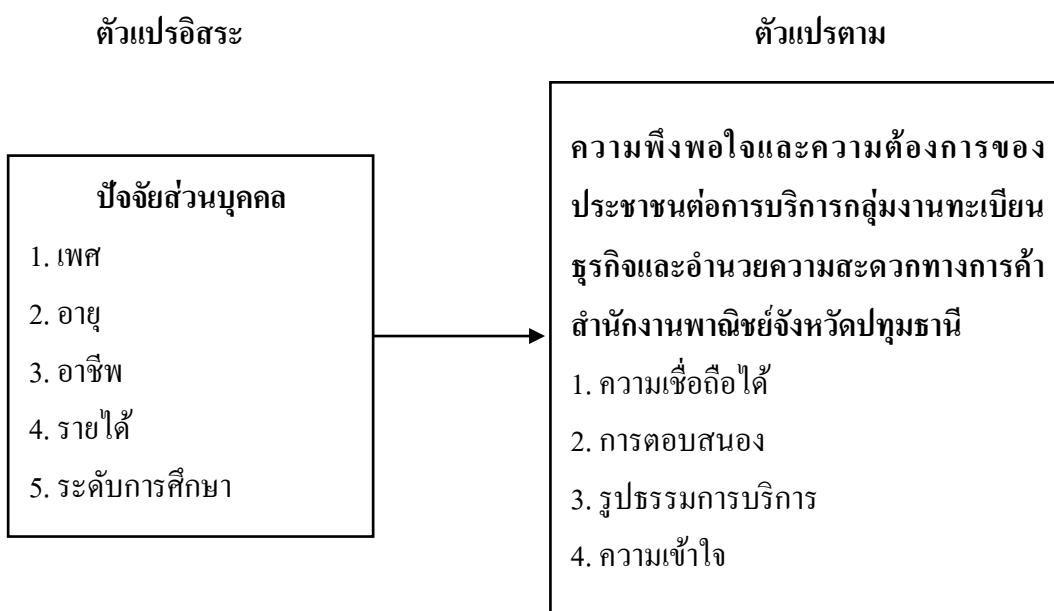 ตัวแปรอิสระ
ตัวแปรตาม
ปัจจัยส่วนบุคคล
1. เพศ
2. อายุ
3. อาชีพ
4. รายได้
5. ระดับการศึกษา
ความพึงพอใจและความต้องการของ
ประชาชนต่อการบริการกลุ่มงานทะเบียน
ธุรกิจและอำนวยความสะดวกทางการค้า
สำนักงานพาณิชย์จังหวัดปทุมธานี
1. ความเชื่อถือได้
2. การตอบสนอง
3. รูปธรรมการบริการ
4. ความเข้าใจ